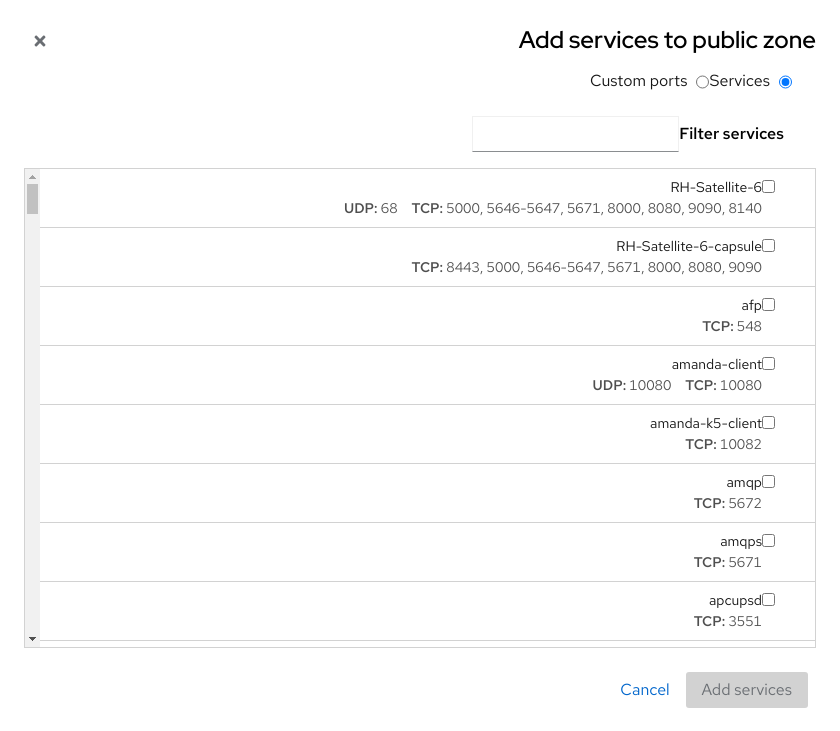 Add services to public zone
Services Custom ports
Filter services
RH-Satellite-6
TCP: 5000, 5646-5647, 5671, 8000, 8080, 9090, 8140 UDP: 68
RH-Satellite-6-capsule
TCP: 8443, 5000, 5646-5647, 5671, 8000, 8080, 9090
afp
TCP: 548
amanda-client
TCP: 10080 UDP: 10080
amanda-k5-client
TCP: 10082
amqp
TCP: 5672
amqps
TCP: 5671
apcupsd
TCP: 3551
Add services Cancel